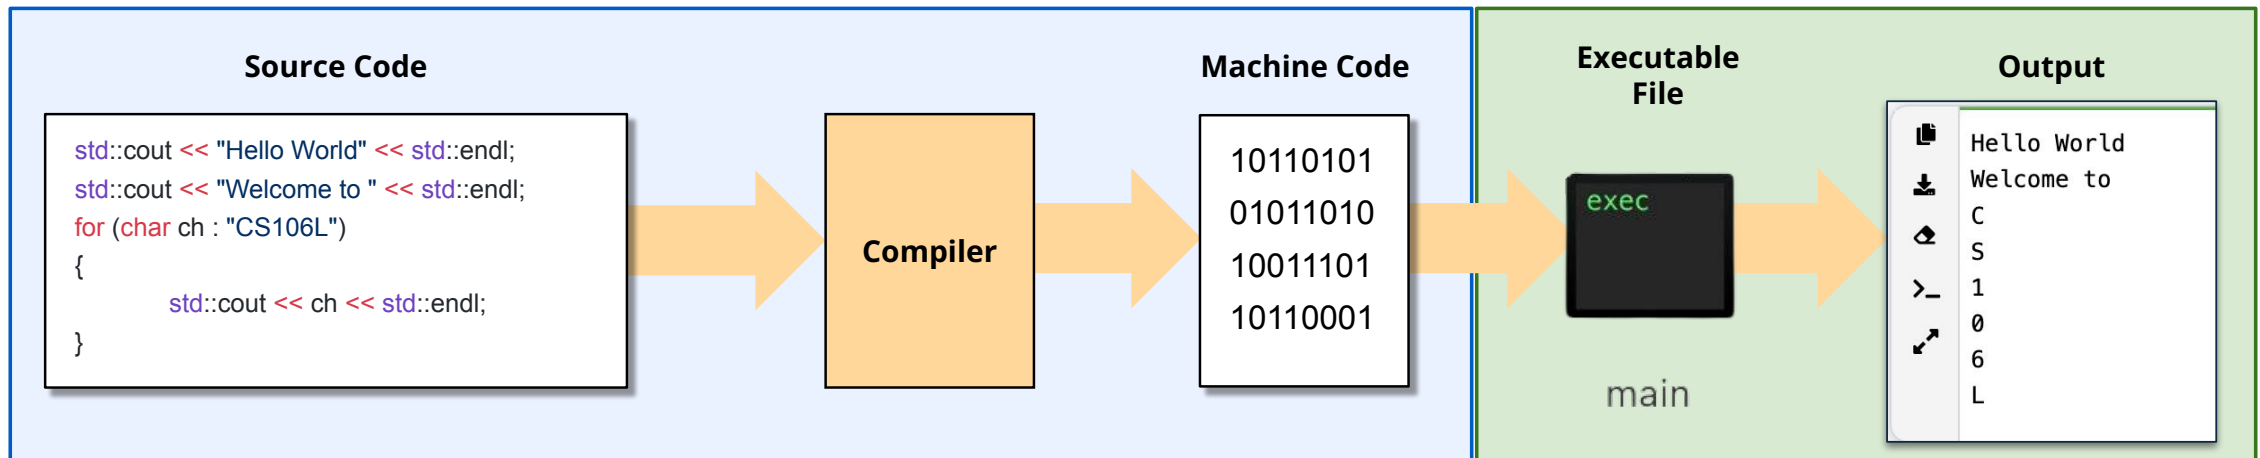 Source Code
std::cout << "Hello World" << std::endl;
std::cout << "Welcome to " << std::endl;
for (char ch : "CS106L")
{
std::cout << ch << std::endl;
}
Compiler
Machine Code
10110101
01011010
10011101
10110001
Executable
File
exec
main
Output
Hello World
Welcome to
C
S
1
0
6
L